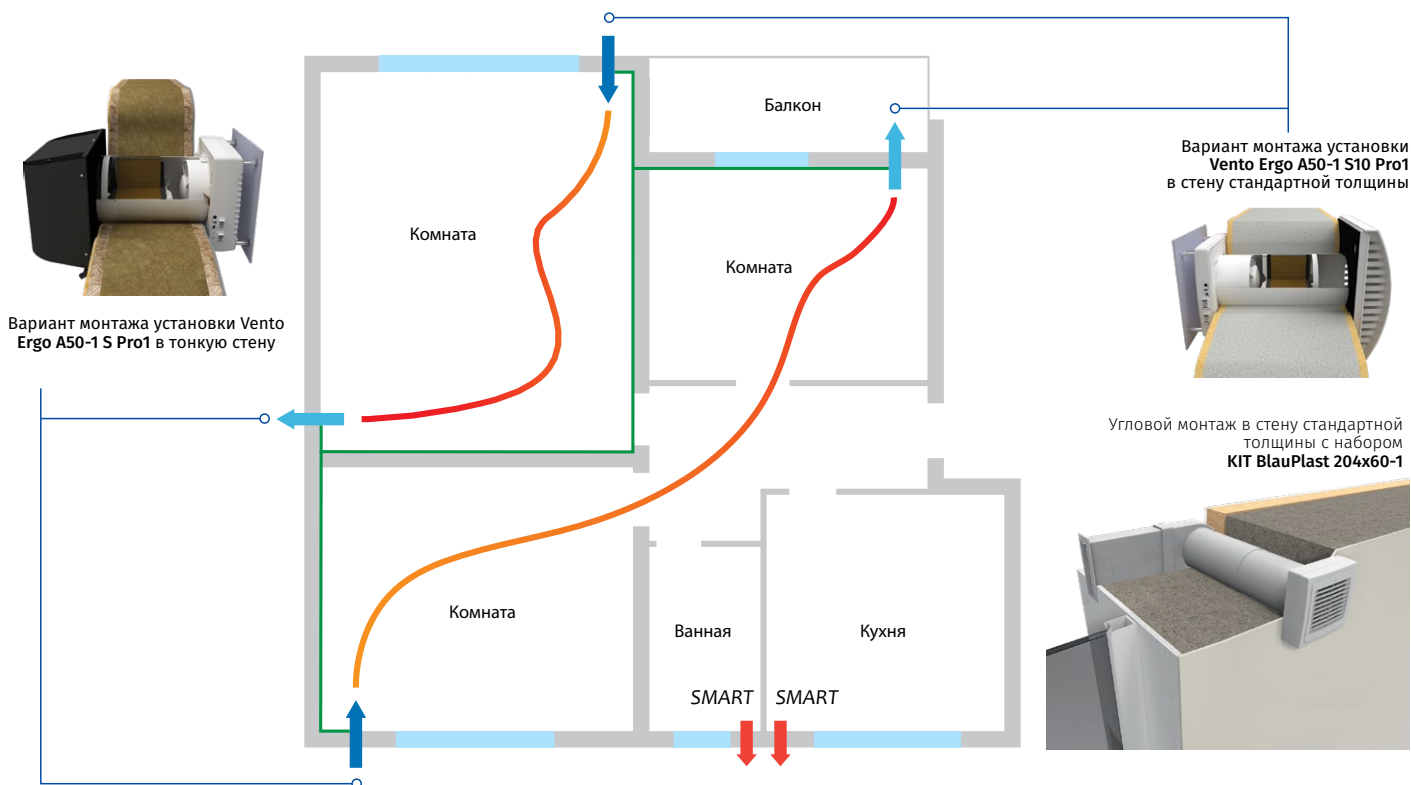 Балкон
Вариант монтажа установки
Vento Ergo A50-1 S10 Pro1
в стену стандартной толщины
Комната
Комната
Вариант монтажа установки Vento
Ergo A50-1 S Pro1 в тонкую стену
Угловой монтаж в стену стандартной
толщины с набором
KIT BlauPlast 204x60-1
Комната
Ванная
Кухня
SMART
SMART